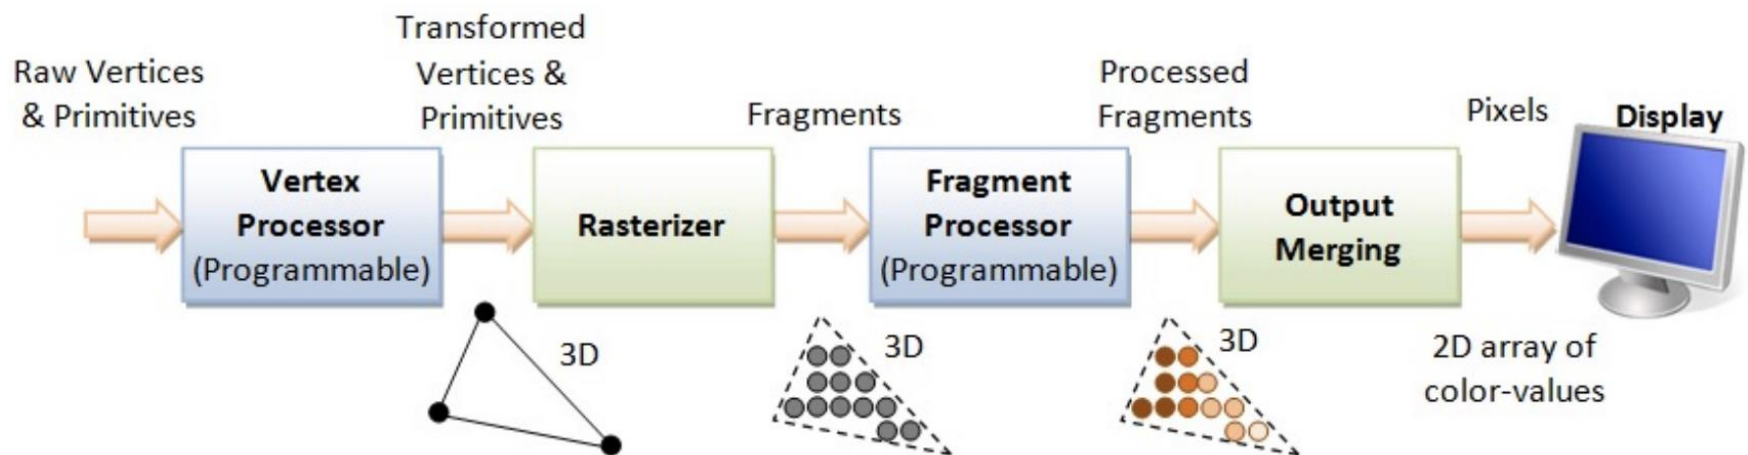 Raw Vertices
& Primitives
Transformed
Vertices &
Primitives
Fragments
Processed
Fragments
Pixels
Display
Vertex
Processor
(Programmable)
Rasterizer
Fragment
Processor
(Programmable)
Output
Merging
3D
3D
3D
2D array of
color-values